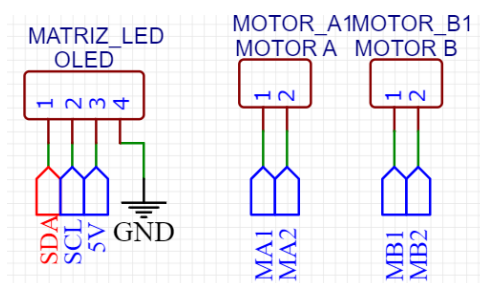 MATRIZ_LED
OLED
1 2 3 4
SDA
SCL
5V
GND
MOTOR_A1
MOTOR A
1 2
MA1
MA2
MOTOR_B1
MOTOR B
1 2
MB1
MB2